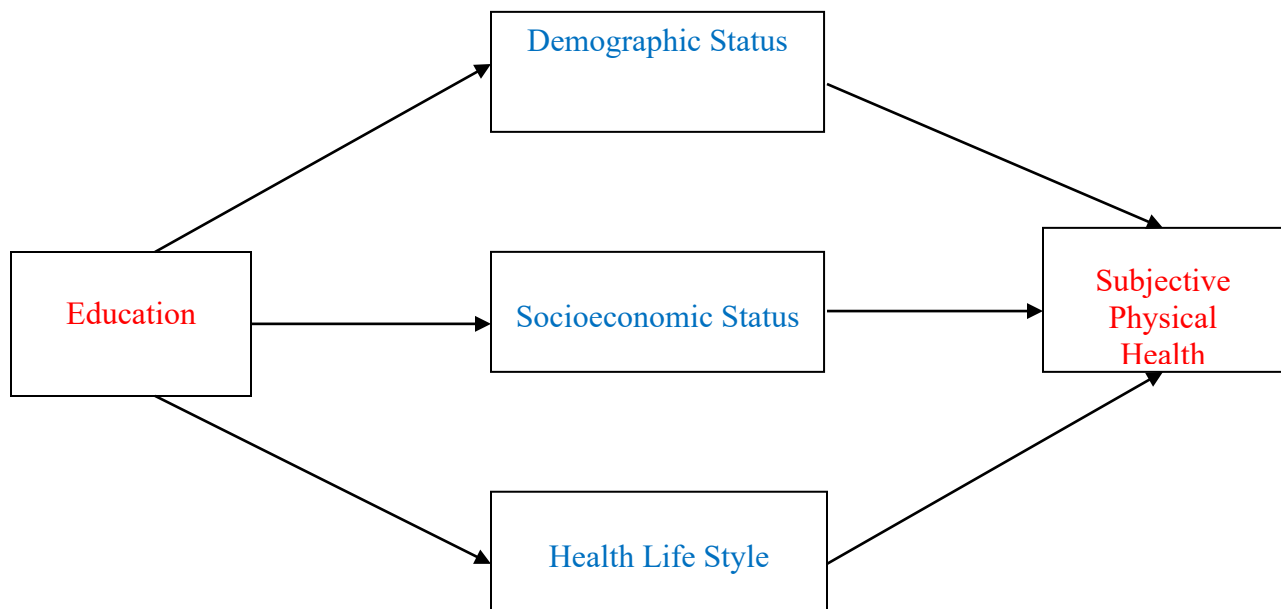 Demographic Status
Education
Socioeconomic Status
Subjective
Physical
Health
Health Life Style